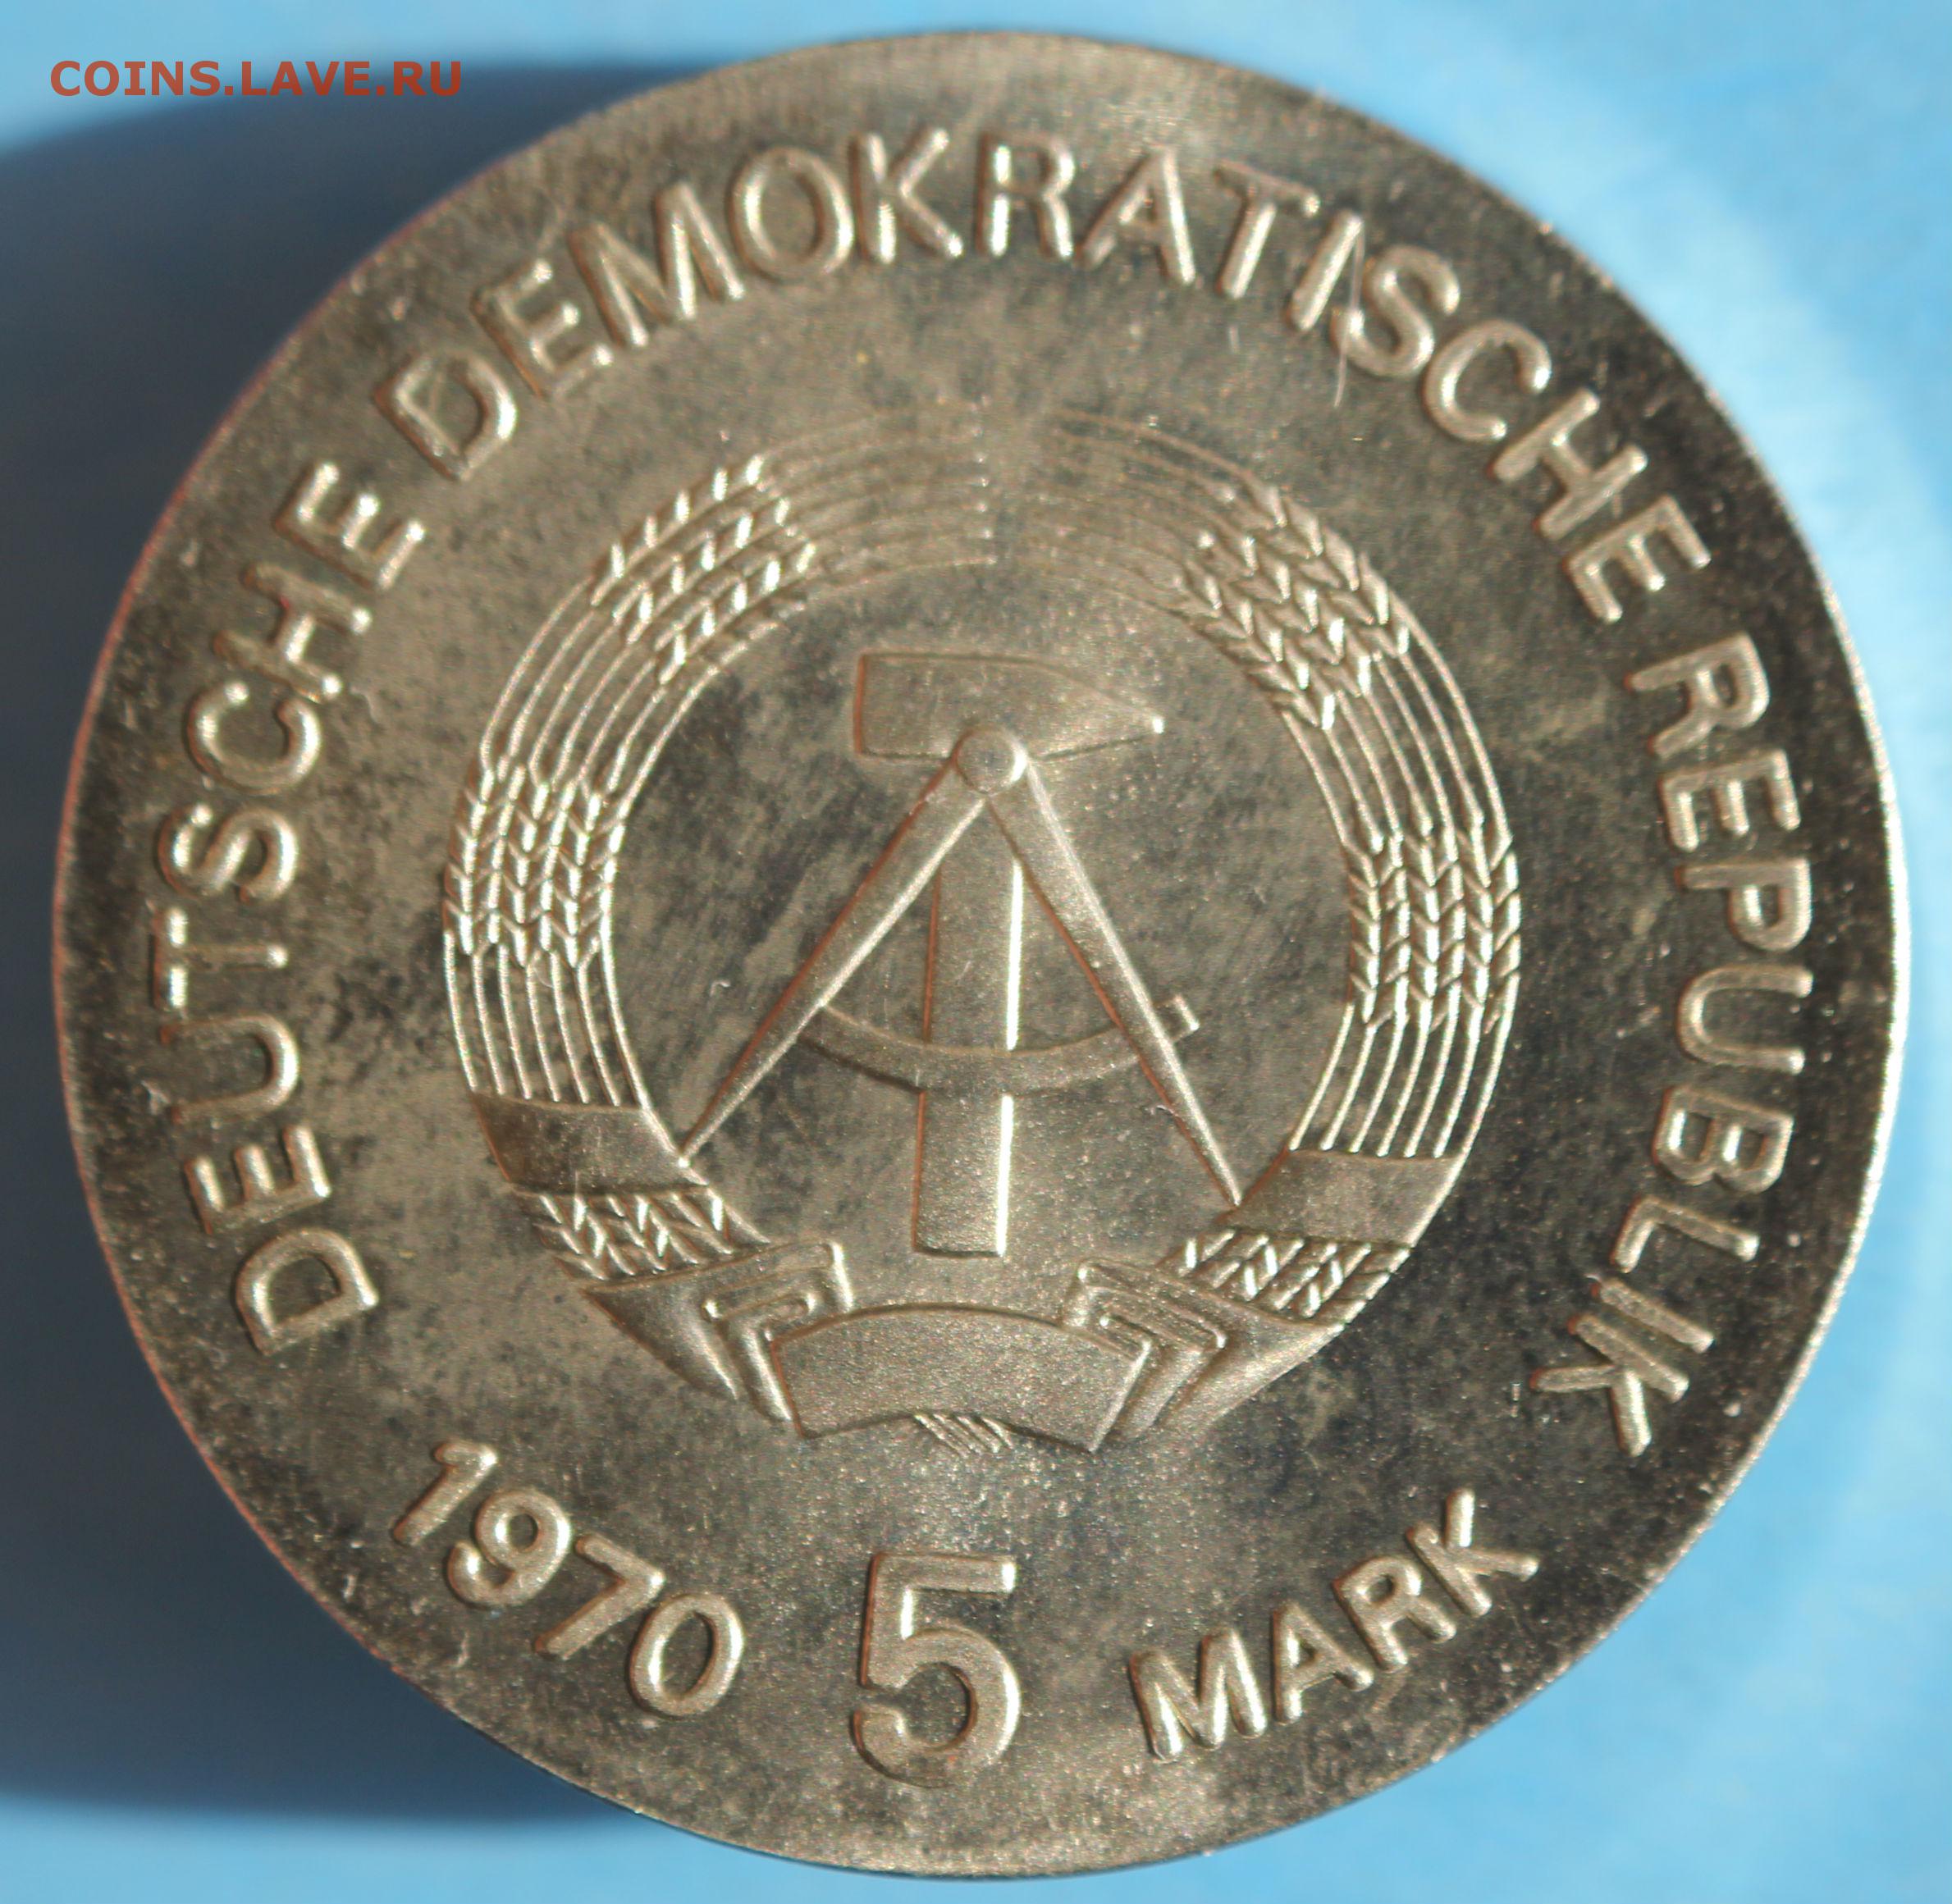 COINS.LAVE.RU
DEUTSCHE DEMOKRATISCHE REPUBLIK
1970 5 MARK